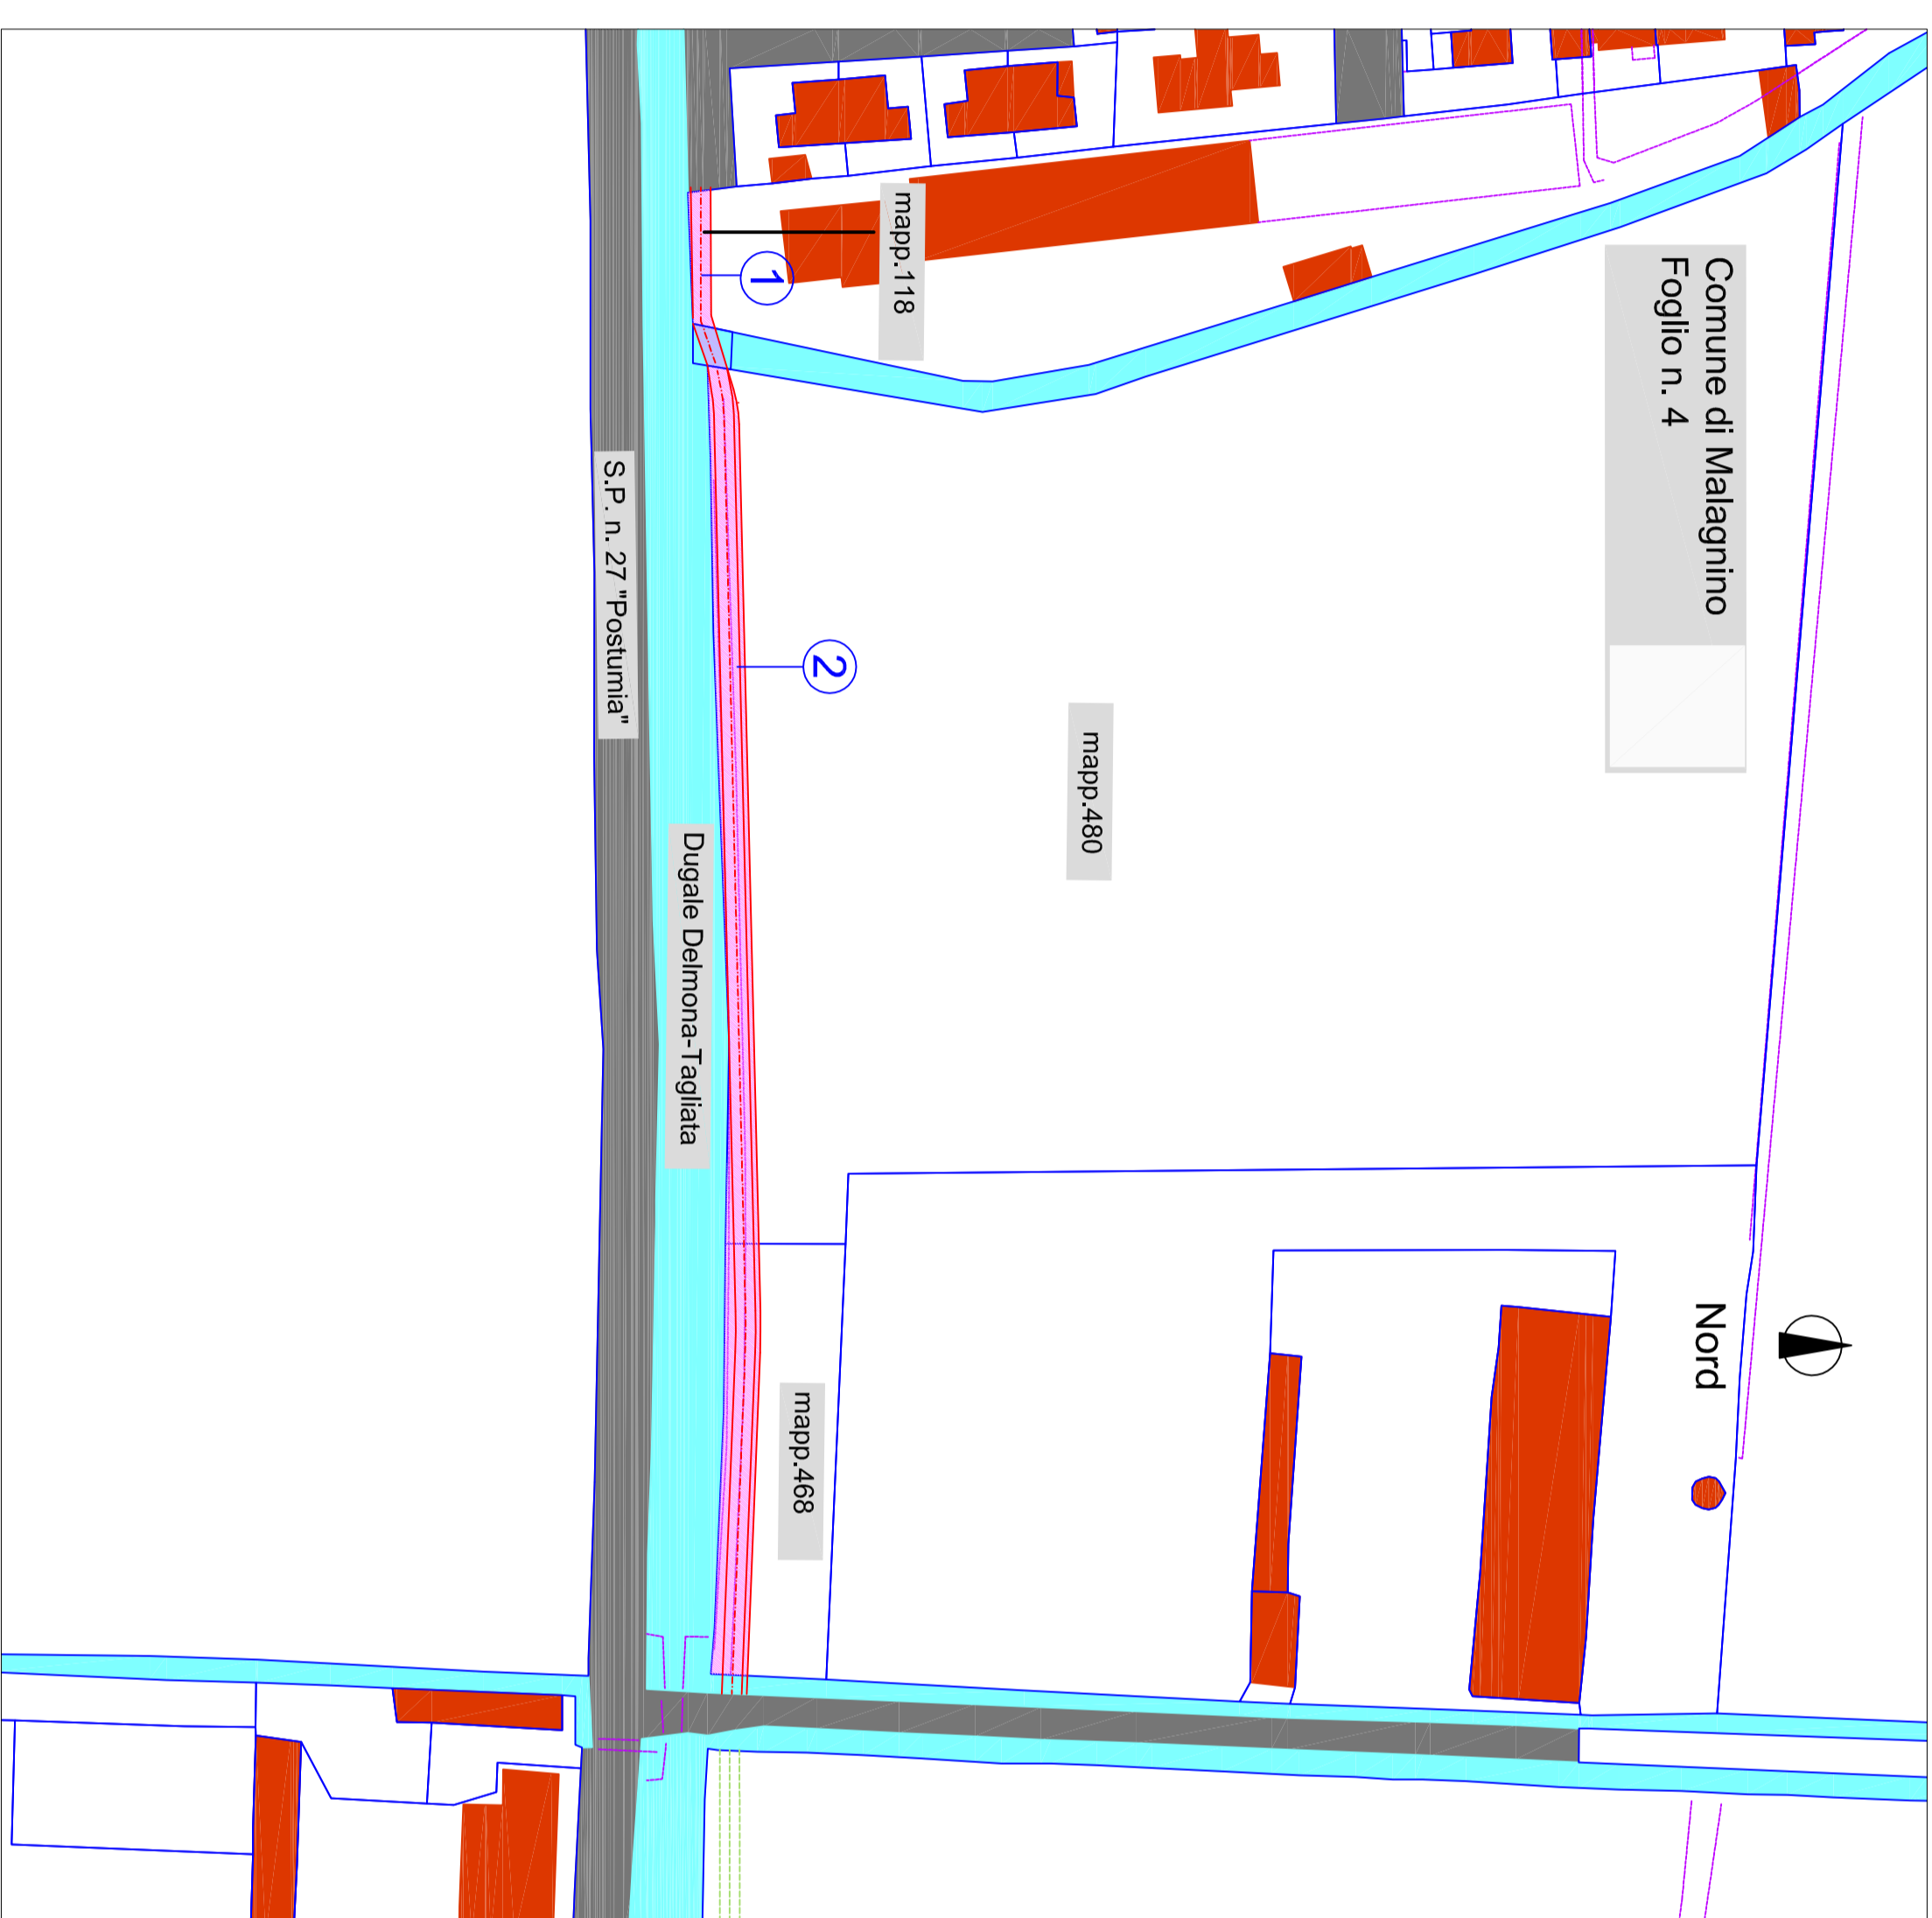 Comune di Malagnino
Foglio n. 4
mapp.118
1
2
mapp.480
S.P. n. 27 "Postumia"
Dugale Delmona-Tagliata
Nord
mapp.468